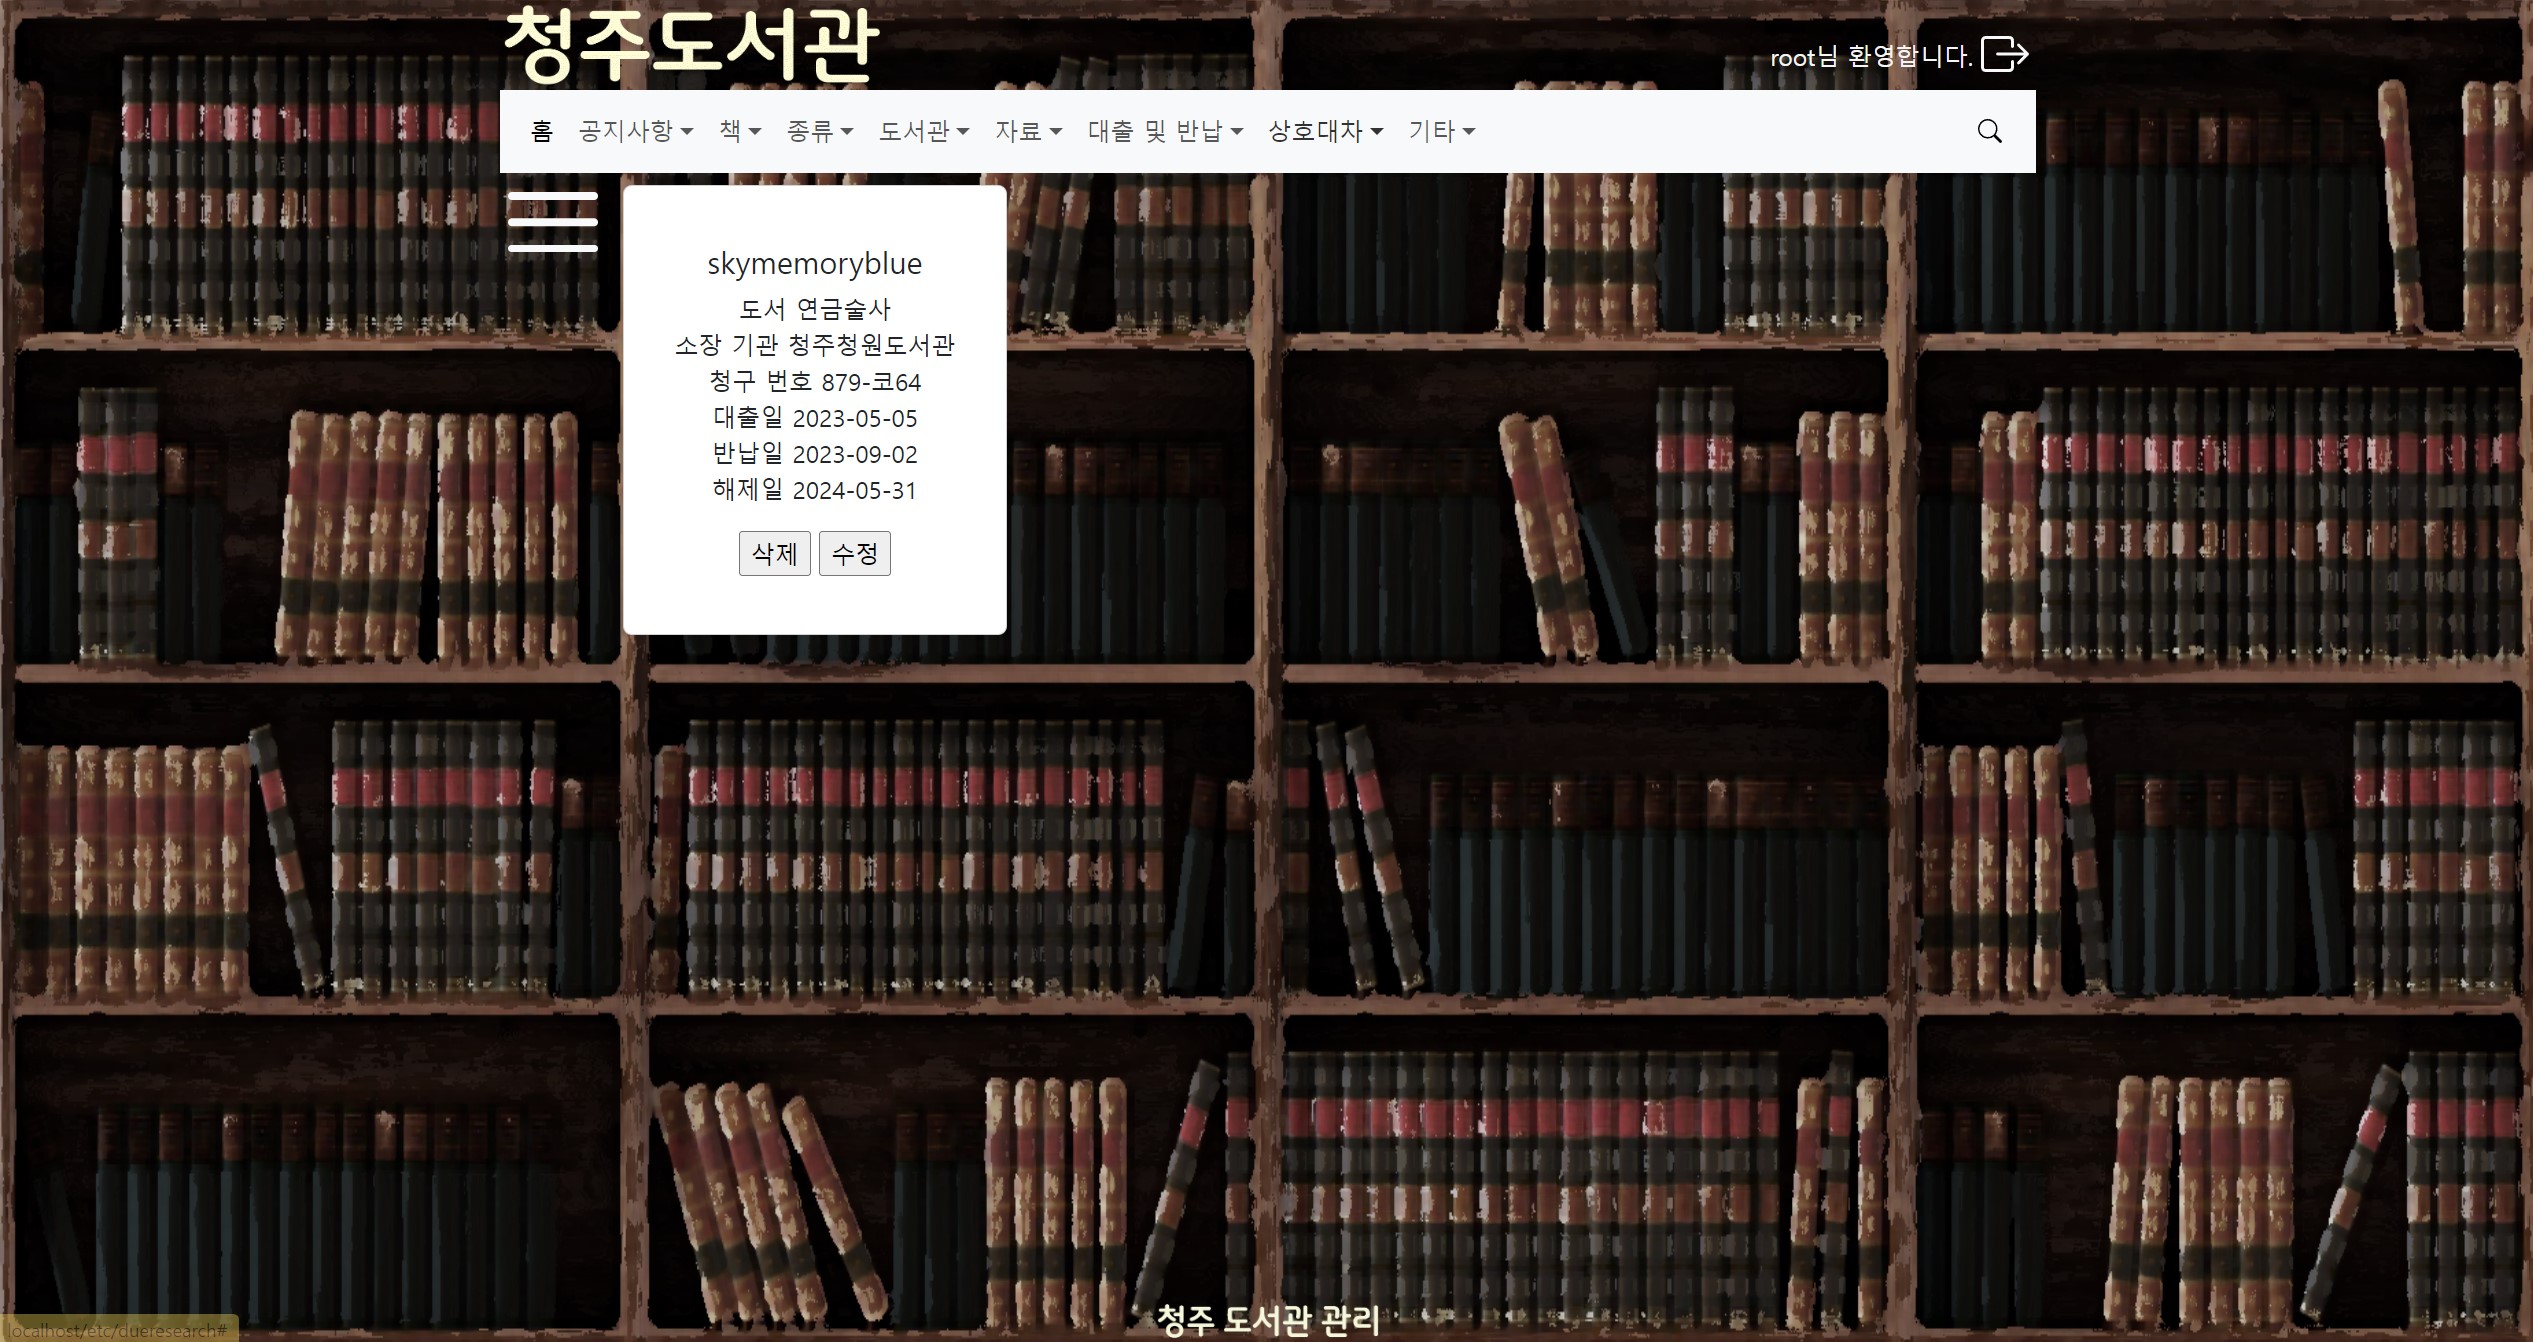 청주도서관
root님 환영합니다.
홈 공지사항 책 종류 도서관 자료 대출 및 반납 상호대차 기타
skymemoryblue
도서 연금술사
소장 기관 청주청원도서관
청구 번호 879-코64
대출일 2023-05-05
반납일 2023-09-02
해제일 2024-05-31
삭제 수정
청주 도서관 관리
localhost/etc/dueresearch#